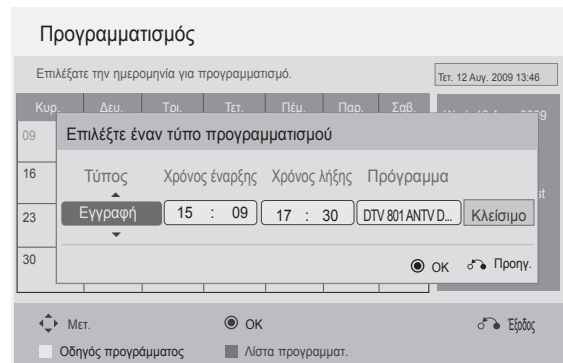 Προγραμματισμός
Επιλέξατε την ημερομηνία για προγραμματισμό.
Τετ. 12 Αυγ. 2009 13:46
Κυρ. Δευ. Τρι. Τετ. Πέμ. Παρ. Σαβ.
09
Επιλέξτε έναν τύπο προγραμματισμού
16
Τύπος Χρόνος έναρξης Χρόνος λήξης Πρόγραμμα
23
Εγγραφή 15 : 09 17 : 30 DTV 801 ANTV D... Κλείσιμο
30
OK Προηγ.
Μετ. OK Έξοδος
Οδηγός προγράμματος Λίστα προγραμματ.